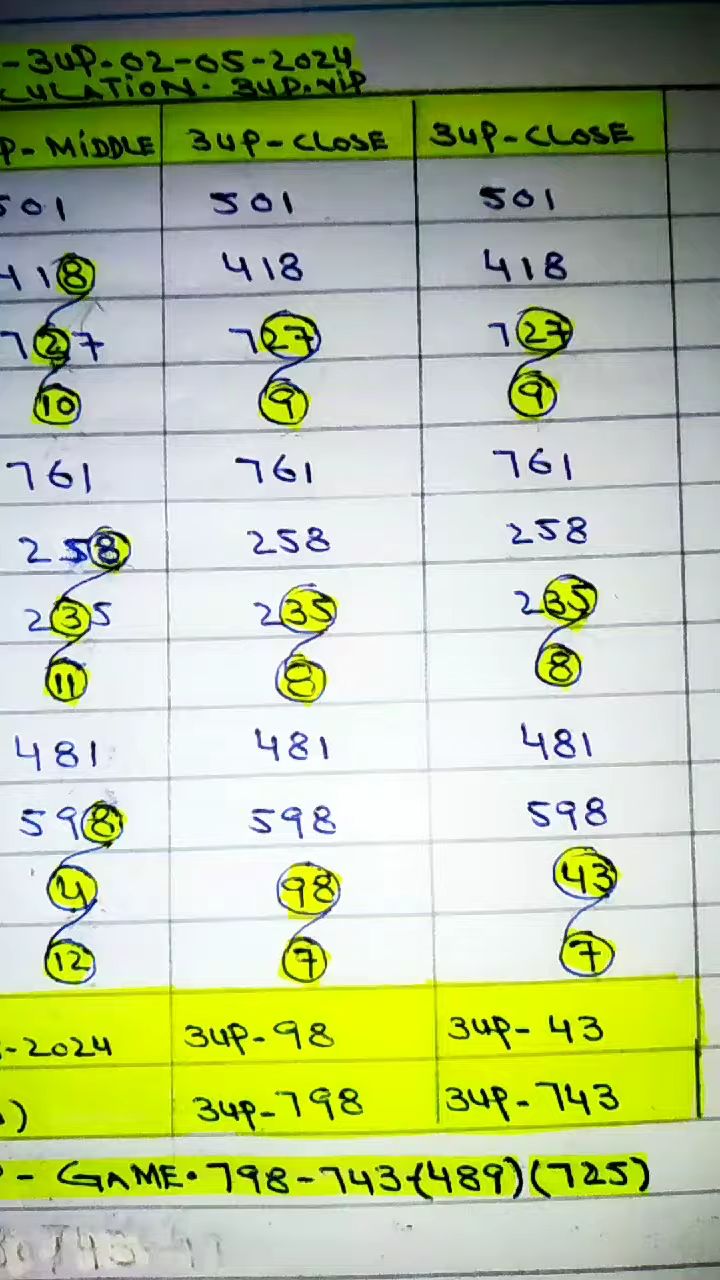 -3UP-02-05-2024
CULATION. 3UP.VIP
P-MIDDLE 3UP-CLOSE 3UP-CLOSE
501 501 501
418 418 418
727 727 727
10 9 9
761 761 761
258 258 258
235 235 235
11 8 8
481 481 481
598 598 598
4 98 43
12 7 7
-2024 3UP-98 3UP-43
) 3UP-798 3UP-743
- GAME.798-743-(489)(725)